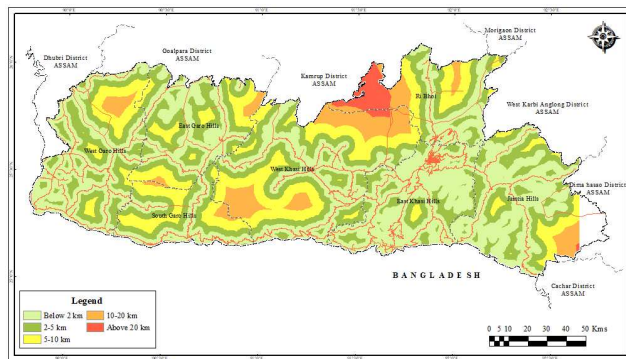 Goalpara District
ASSAM
Dhubri District
ASSAM
Morigaon District
ASSAM
Kamrup District
ASSAM
Ri Bhoi
West Karbi Anglong District
ASSAM
East Garo Hills
West Garo Hills
West Khasi Hills
Dima hasao District
ASSAM
East Khasi Hills
Jaintia Hills
South Garo Hills
BANGLADESH
Cachar District
ASSAM
Legend
Below 2 km
2-5 km
5-10 km
10-20 km
Above 20 km
0 5 10 20 30 40 50 Kms